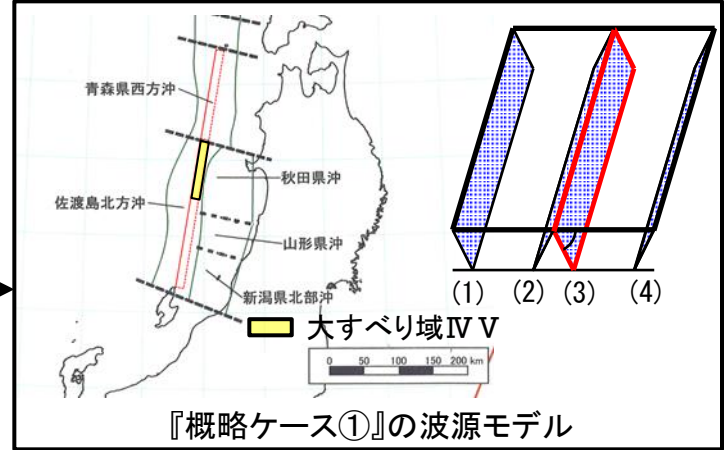 青森県西方沖
秋田県沖
佐渡島北方沖
山形県沖
新潟県北部沖
大すべり域Ⅳ Ⅴ
0 50 100 150 200 km
(1) (2) (3) (4)
『概略ケース①』の波源モデル